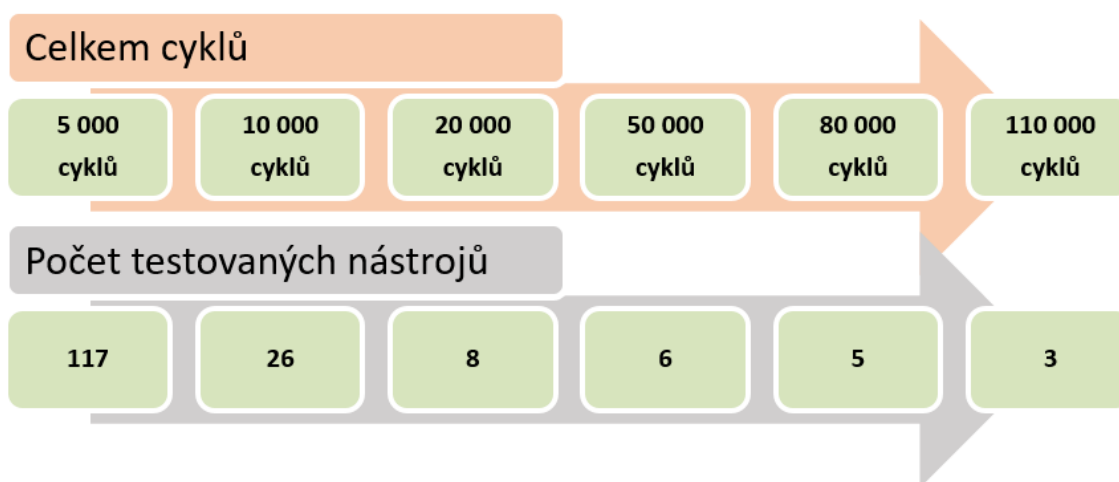 Celkem cyklů
5 000 10 000 20 000 50 000 80 000 110 000
cyklů cyklů cyklů cyklů cyklů cyklů
Počet testovaných nástrojů
117 26 8 6 5 3